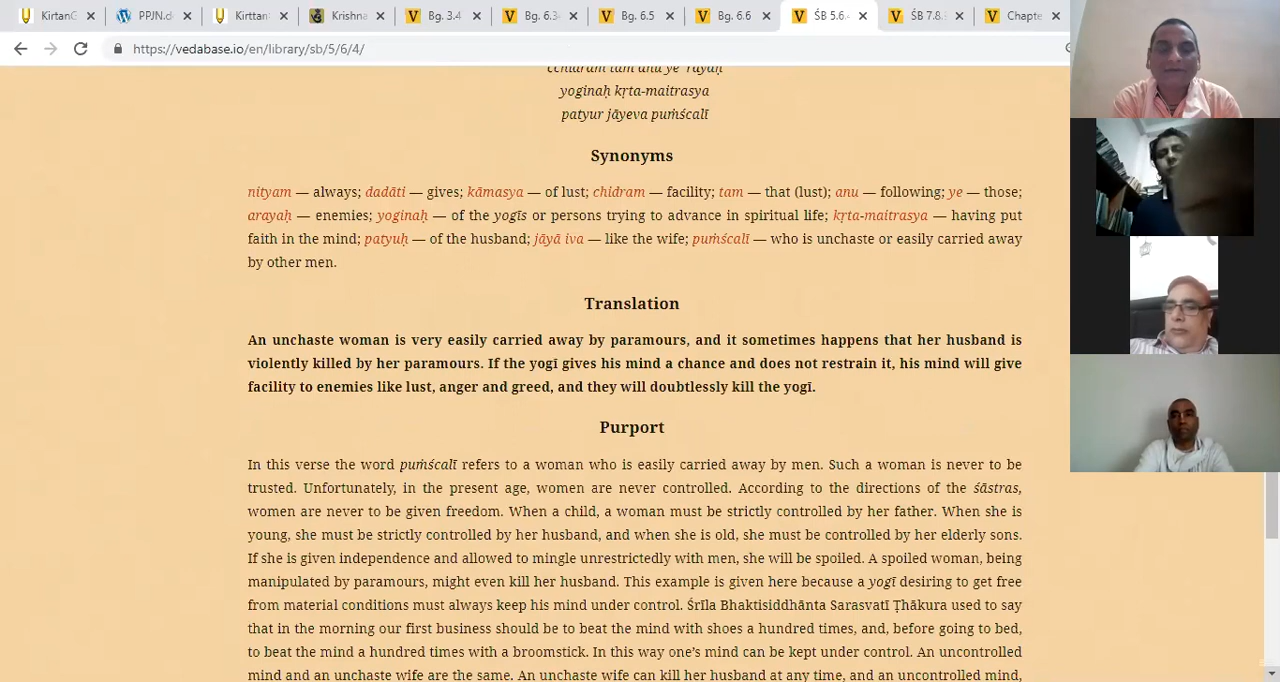 KirtanG
PPJN.d
Kirttan
Krishna
Bg. 3.4
Bg. 6.3
Bg. 6.5
Bg. 6.6
ŚB 5.6.
ŚB 7.8.
Chapte
https://vedabase.io/en/library/sb/5/6/4/
cchidraṁ tam anu ye 'rayaḥ
yoginaḥ kṛta-maitrasya
patyur jāyeva puṁścalī
Synonyms
nityam — always; dadāti — gives; kāmasya — of lust; chidram — facility; tam — that (lust); anu — following; ye — those;
arayaḥ — enemies; yoginaḥ — of the yogīs or persons trying to advance in spiritual life; kṛta-maitrasya — having put
faith in the mind; patyuḥ — of the husband; jāyā iva — like the wife; puṁścalī — who is unchaste or easily carried away
by other men.
Translation
An unchaste woman is very easily carried away by paramours, and it sometimes happens that her husband is
violently killed by her paramours. If the yogī gives his mind a chance and does not restrain it, his mind will give
facility to enemies like lust, anger and greed, and they will doubtlessly kill the yogī.
Purport
In this verse the word puṁścalī refers to a woman who is easily carried away by men. Such a woman is never to be
trusted. Unfortunately, in the present age, women are never controlled. According to the directions of the śāstras,
women are never to be given freedom. When a child, a woman must be strictly controlled by her father. When she is
young, she must be strictly controlled by her husband, and when she is old, she must be controlled by her elderly sons.
If she is given independence and allowed to mingle unrestrictedly with men, she will be spoiled. A spoiled woman, being
manipulated by paramours, might even kill her husband. This example is given here because a yogī desiring to get free
from material conditions must always keep his mind under control. Śrīla Bhaktisiddhānta Sarasvatī Ṭhākura used to say
that in the morning our first business should be to beat the mind with shoes a hundred times, and, before going to bed,
to beat the mind a hundred times with a broomstick. In this way one's mind can be kept under control. An uncontrolled
mind and an unchaste wife are the same. An unchaste wife can kill her husband at any time, and an uncontrolled mind,